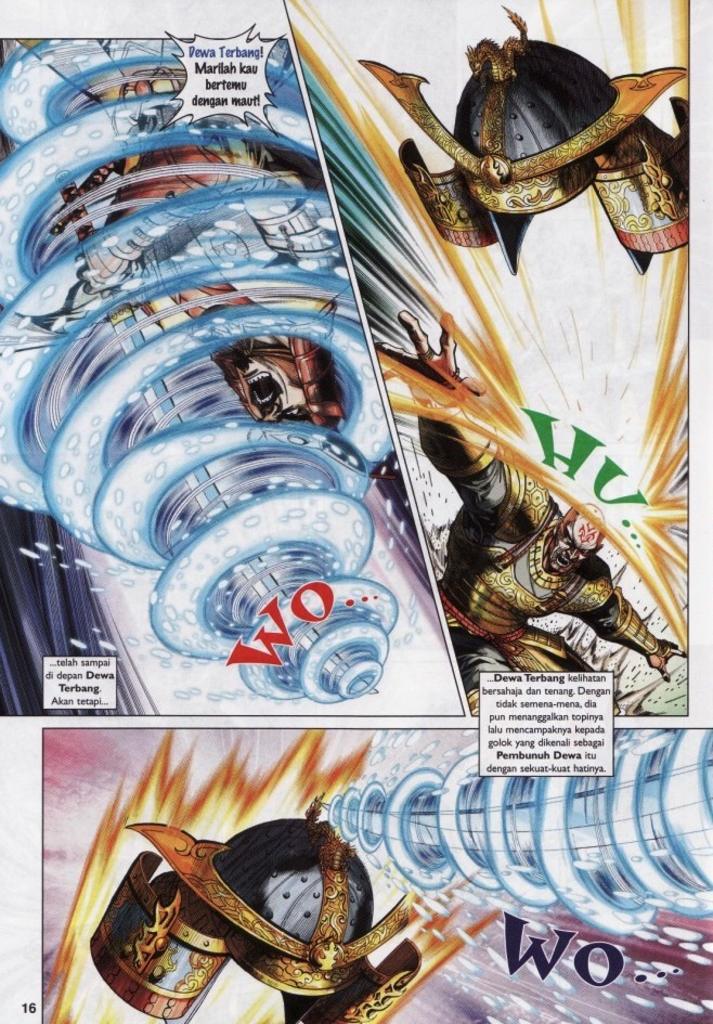 Dewa Terbang!
Marilah kau
bertemu
dengan maut!
HU...
WO...
...telah sampai
di depan Dewa
Terbang.
Akan tetapi...
...Dewa Terbang kelihatan
bersahaja dan tenang. Dengan
tidak semena-mena, dia
pun menanggalkan topinya
lalu mencampaknya kepada
golok yang dikenali sebagai
Pembunuh Dewa itu
dengan sekuat-kuat hatinya.
WO...
16